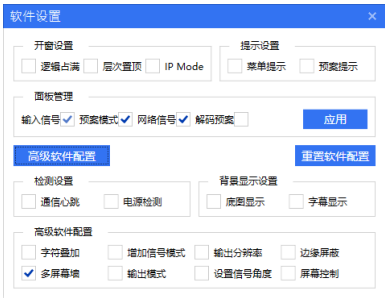 软件设置 ×
开窗设置 提示设置
逻辑占满 层次置顶 IP Mode 菜单提示 预案提示
面板管理
输入信号 预案模式 网络信号 解码预案 应用
高级软件配置 重置软件配置
检测设置 背景显示设置
通信心跳 电源检测 底图显示 字幕显示
高级软件配置
字符叠加 增加信号模式 输出分辨率 边缘屏蔽
多屏幕墙 输出模式 设置信号角度 屏幕控制